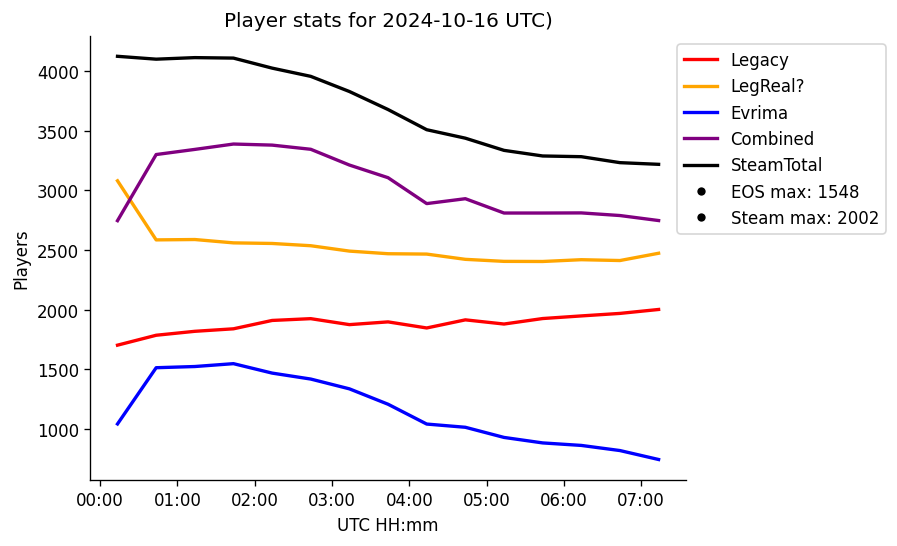 Player stats for 2024-10-16 UTC)
Legacy
LegReal?
Evrima
Combined
SteamTotal
EOS max: 1548
Steam max: 2002
Players
4000
3500
3000
2500
2000
1500
1000
00:00 01:00 02:00 03:00 04:00 05:00 06:00 07:00
UTC HH:mm